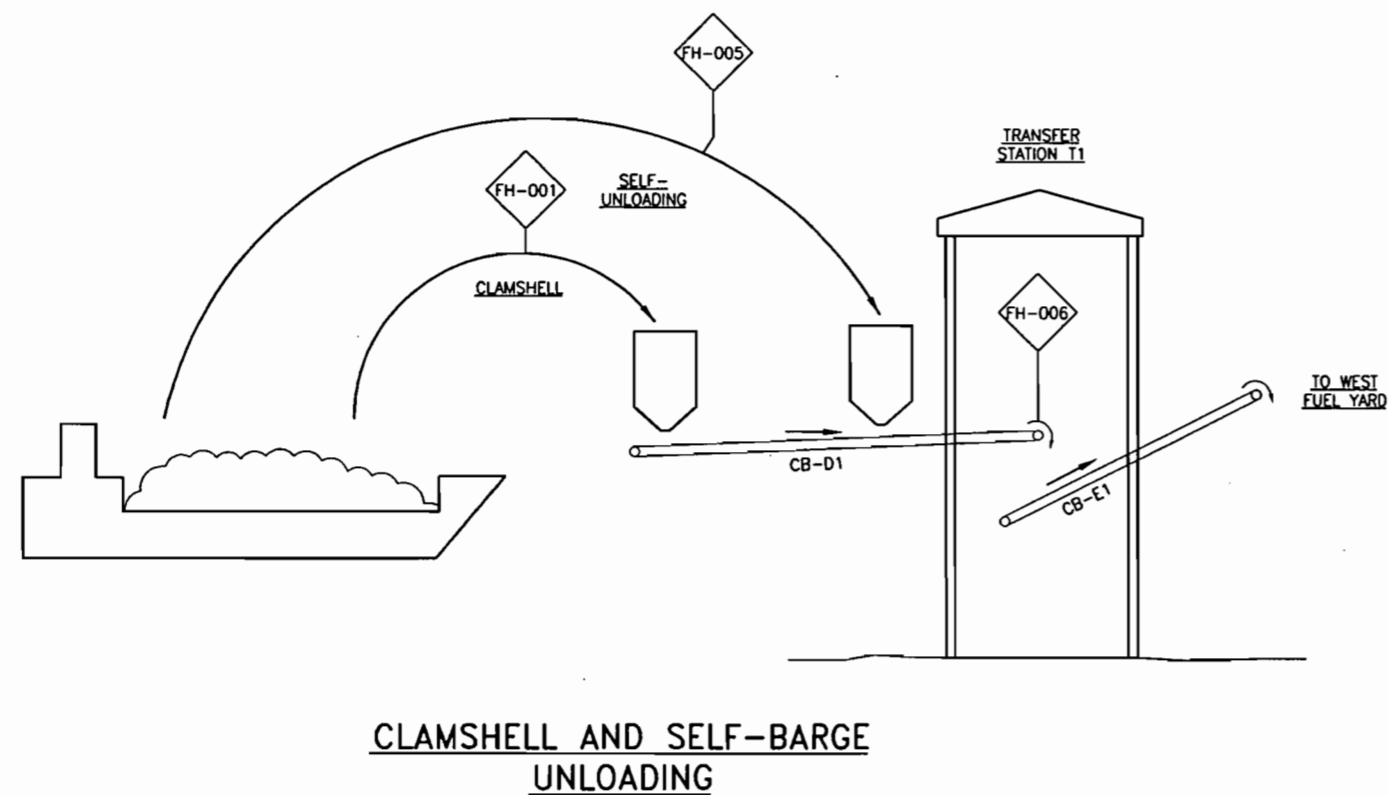 FH-005
TRANSFER
STATION T1
FH-001
SELF-
UNLOADING
CLAMSHELL
FH-006
TO WEST
FUEL YARD
CB-D1
CB-E1
CLAMSHELL AND SELF-BARGE
UNLOADING